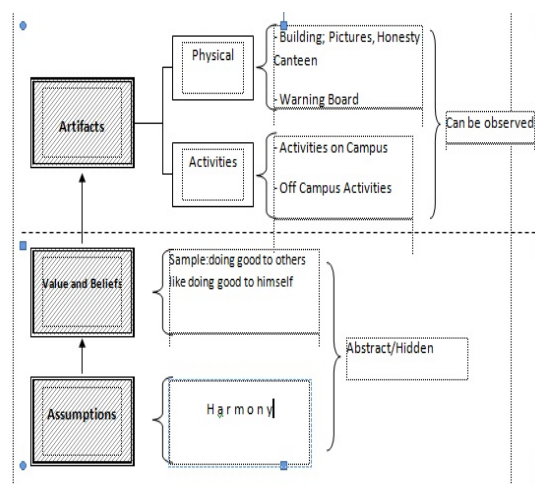 Physical
- Building; Pictures, Honesty
Canteen
- Warning Board
Artifacts
Can be observed
Activities
- Activities on Campus
- Off Campus Activities
Value and Beliefs
Sample:doing good to others
like doing good to himself
Abstract/Hidden
Assumptions
Harmony